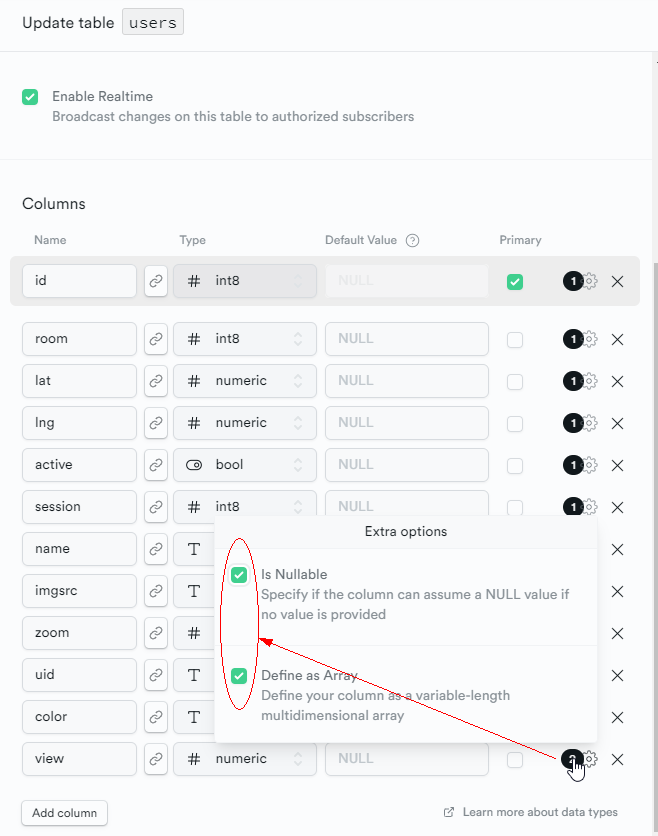 Update table users
Enable Realtime
Broadcast changes on this table to authorized subscribers
Columns
Name Type Default Value ? Primary
id # int8 NULL 1
room # int8 NULL 1
lat # numeric NULL 1
lng # numeric NULL 1
active bool NULL 1
session # int8 NULL 1
Extra options
name T
Is Nullable
Specify if the column can assume a NULL value if
imgsrc T
no value is provided
zoom #
uid T
Define as Array
Define your column as a variable-length
color T
multidimensional array
view # numeric NULL
Add column
Learn more about data types